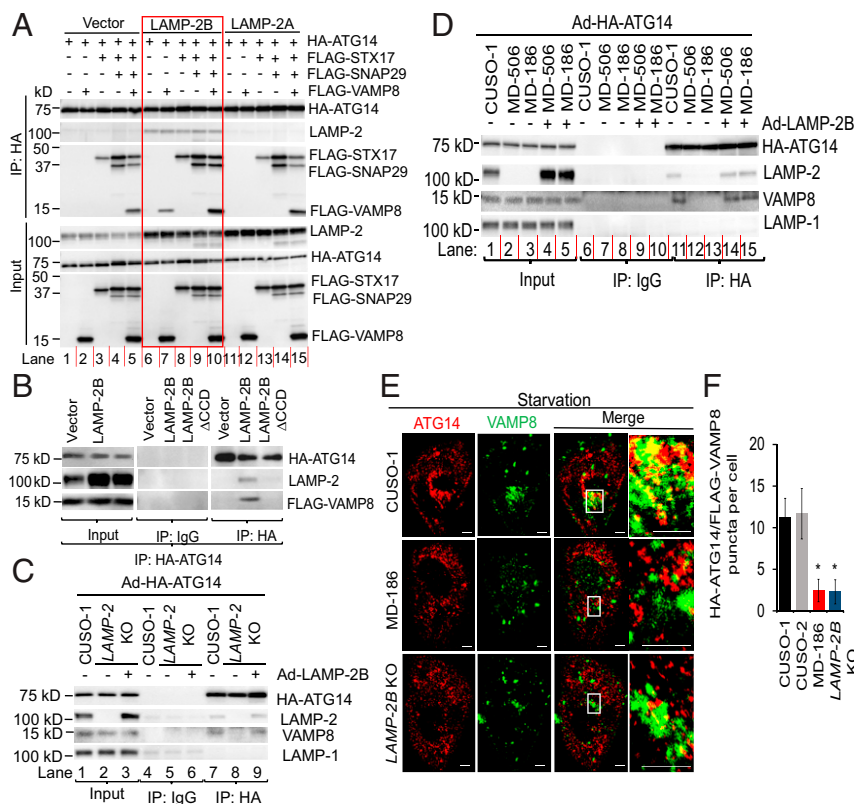 A
Vector LAMP-2B LAMP-2A
+ + + + + + + + + + + + + + + HA-ATG14
- - + + + - - + + + - - + + + FLAG-STX17
- - - + + - - - + + - - - + + FLAG-SNAP29
- + - - + - + - - + - + - - + FLAG-VAMP8
kD
IP: HA
75 HA-ATG14
100 LAMP-2
50
37 FLAG-STX17
FLAG-SNAP29
15 FLAG-VAMP8
Input
100 LAMP-2
75 HA-ATG14
50
37 FLAG-STX17
FLAG-SNAP29
15 FLAG-VAMP8
Lane 1 2 3 4 5 6 7 8 9 10 11 12 13 14 15
B
Vector LAMP-2B LAMP-2B ΔCCD Vector LAMP-2B LAMP-2B ΔCCD
75 kD HA-ATG14
100 kD LAMP-2
15 kD FLAG-VAMP8
Input IP: IgG IP: HA
IP: HA-ATG14
C
Ad-HA-ATG14
CUSO-1 LAMP-2 KO CUSO-1 LAMP-2 KO CUSO-1 LAMP-2 KO
- - + - - + - - + Ad-LAMP-2B
75 kD HA-ATG14
100 kD LAMP-2
15 kD VAMP8
100 kD LAMP-1
Lane 1 2 3 4 5 6 7 8 9
Input IP: IgG IP: HA
D
Ad-HA-ATG14
CUSO-1 MD-506 MD-186 MD-506 MD-186 CUSO-1 MD-506 MD-186 MD-506 MD-186 CUSO-1 MD-506 MD-186 MD-506 MD-186
- - - + + - - - + + - - - + + Ad-LAMP-2B
75 kD HA-ATG14
100 kD LAMP-2
15 kD VAMP8
100 kD LAMP-1
Lane: 1 2 3 4 5 6 7 8 9 10 11 12 13 14 15
Input IP: IgG IP: HA
E
Starvation
ATG14 VAMP8 Merge
CUSO-1
MD-186
LAMP-2B KO
F
HA-ATG14/FLAG-VAMP8
puncta per cell
20
15
10
5
0
* *
CUSO-1
CUSO-2
MD-186
LAMP-2B
KO